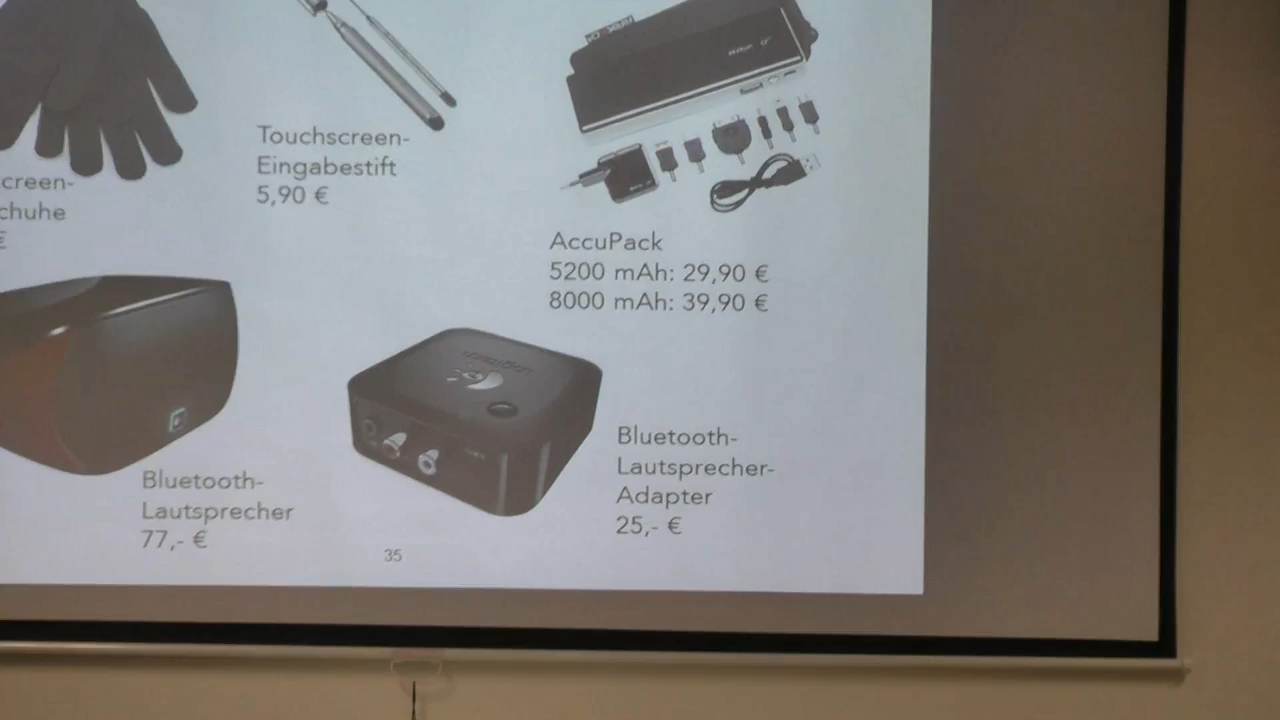 Touchscreen-
Eingabestift
5,90 €
creen-
chuhe
€
AccuPack
5200 mAh: 29,90 €
8000 mAh: 39,90 €
Bluetooth-
Lautsprecher
77,- €
Bluetooth-
Lautsprecher-
Adapter
25,- €
35